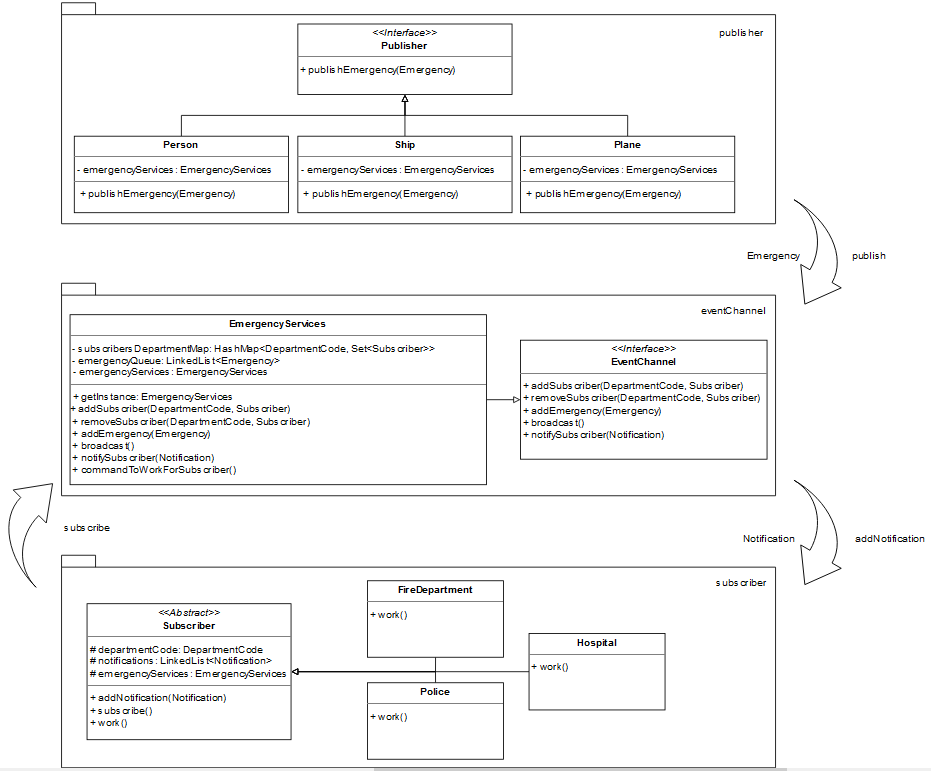 publisher
<<Interface>>
Publisher
+ publishEmergency(Emergency)
Person
- emergencyServices: EmergencyServices
+ publishEmergency(Emergency)
Ship
- emergencyServices: EmergencyServices
+ publishEmergency(Emergency)
Plane
- emergencyServices: EmergencyServices
+ publishEmergency(Emergency)
Emergency
publish
eventChannel
EmergencyServices
- subscribersDepartmentMap: HashMap<DepartmentCode, Set<Subscriber>>
- emergencyQueue: LinkedList<Emergency>
- emergencyServices: EmergencyServices
+ getInstance: EmergencyServices
+ addSubscriber(DepartmentCode, Subscriber)
+ removeSubscriber(DepartmentCode, Subscriber)
+ addEmergency(Emergency)
+ broadcast()
+ notifySubscriber(Notification)
+ commandToWorkForSubscriber()
<<Interface>>
EventChannel
+ addSubscriber(DepartmentCode, Subscriber)
+ removeSubscriber(DepartmentCode, Subscriber)
+ addEmergency(Emergency)
+ broadcast()
+ notifySubscriber(Notification)
subscribe
Notification
addNotification
subscriber
<<Abstract>>
Subscriber
# departmentCode: DepartmentCode
# notifications: LinkedList<Notification>
# emergencyServices: EmergencyServices
+ addNotification(Notification)
+ subscribe()
+ work()
FireDepartment
+ work()
Hospital
+ work()
Police
+ work()